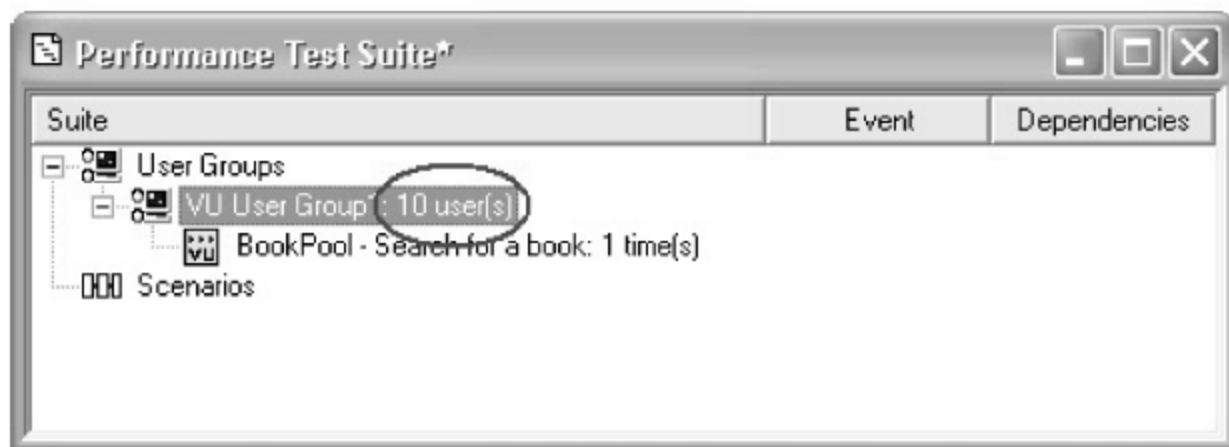 Performance Test Suite*
Suite Event Dependencies
User Groups
VU User Group1: 10 user(s)
BookPool - Search for a book: 1 time(s)
VU
Scenarios